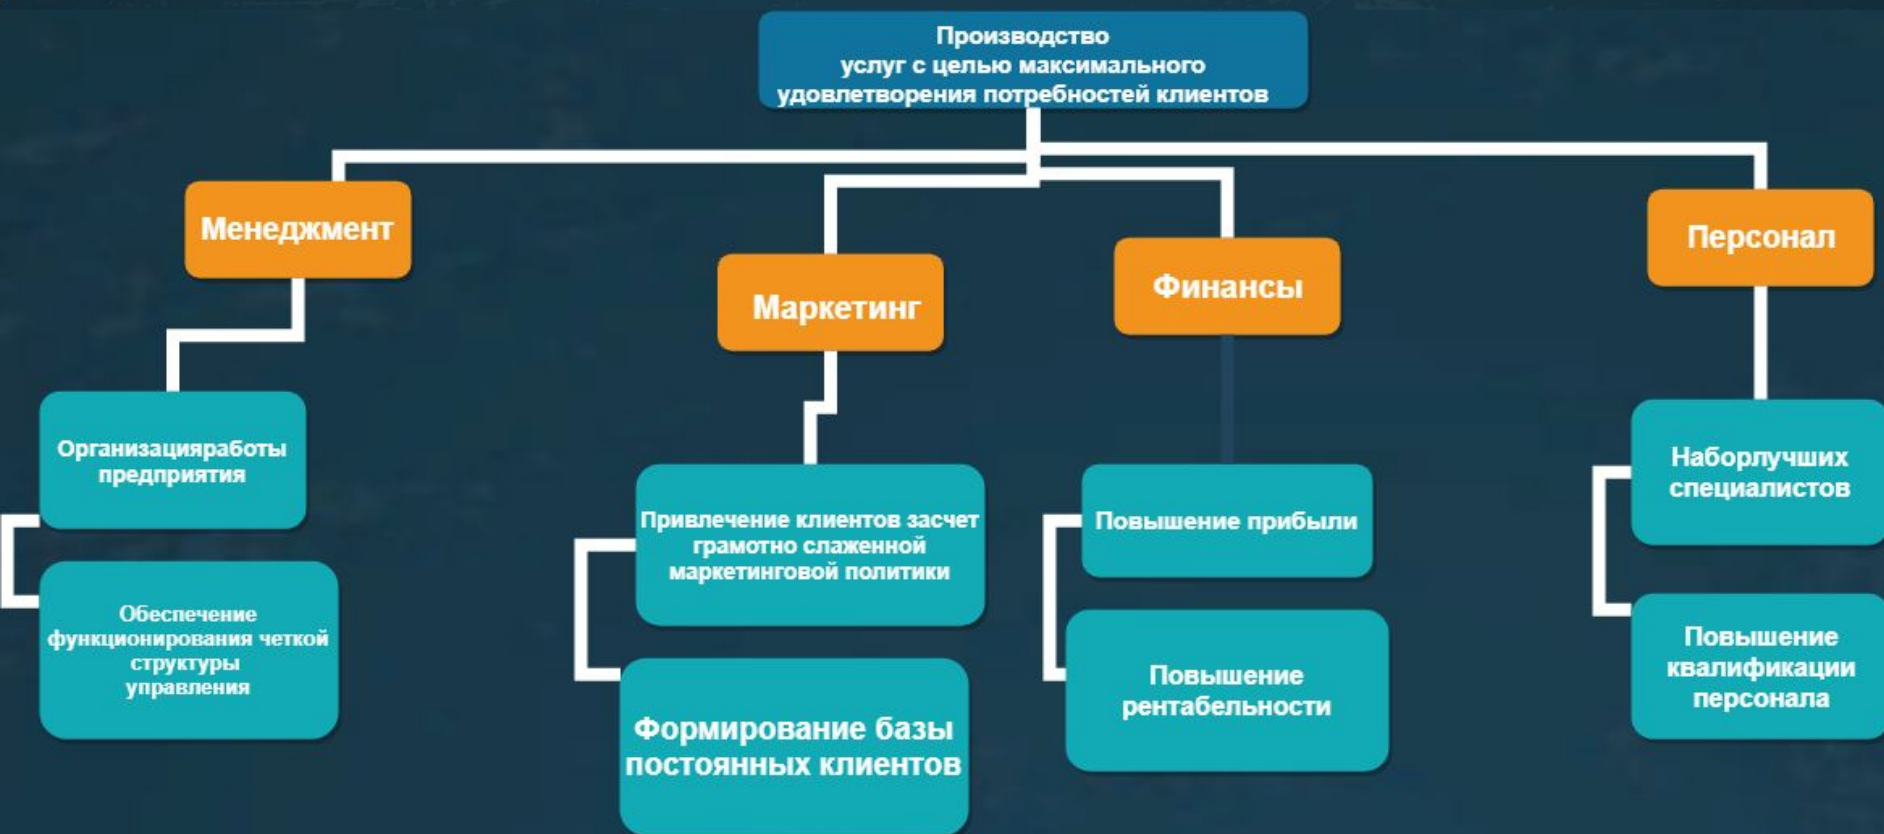 Производство
услуг с целью максимального
удовлетворения потребностей клиентов
Менеджмент
Маркетинг
Финансы
Персонал
Организацияработы
предприятия
Обеспечение
функционирования четкой
структуры
управления
Привлечение клиентов засчет
грамотно слаженной
маркетинговой политики
Формирование базы
постоянных клиентов
Повышение прибыли
Повышение
рентабельности
Наборлучших
специалистов
Повышение
квалификации
персонала